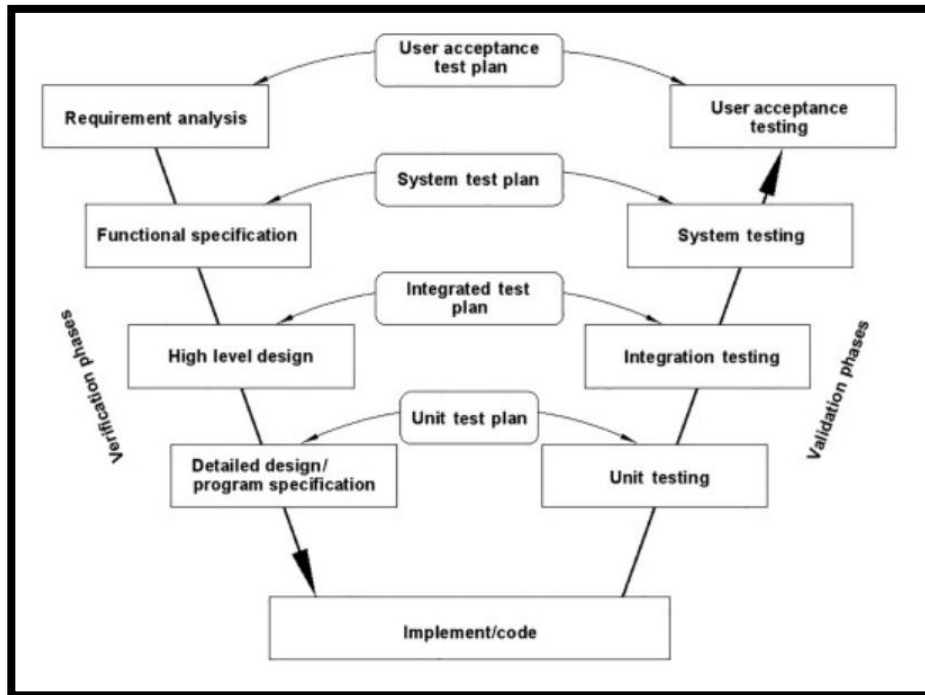 User acceptance
test plan
Requirement analysis
User acceptance
testing
System test plan
Functional specification
System testing
Integrated test
plan
High level design
Integration testing
Verification phases
Validation phases
Unit test plan
Detailed design/
program specification
Unit testing
Implement/code